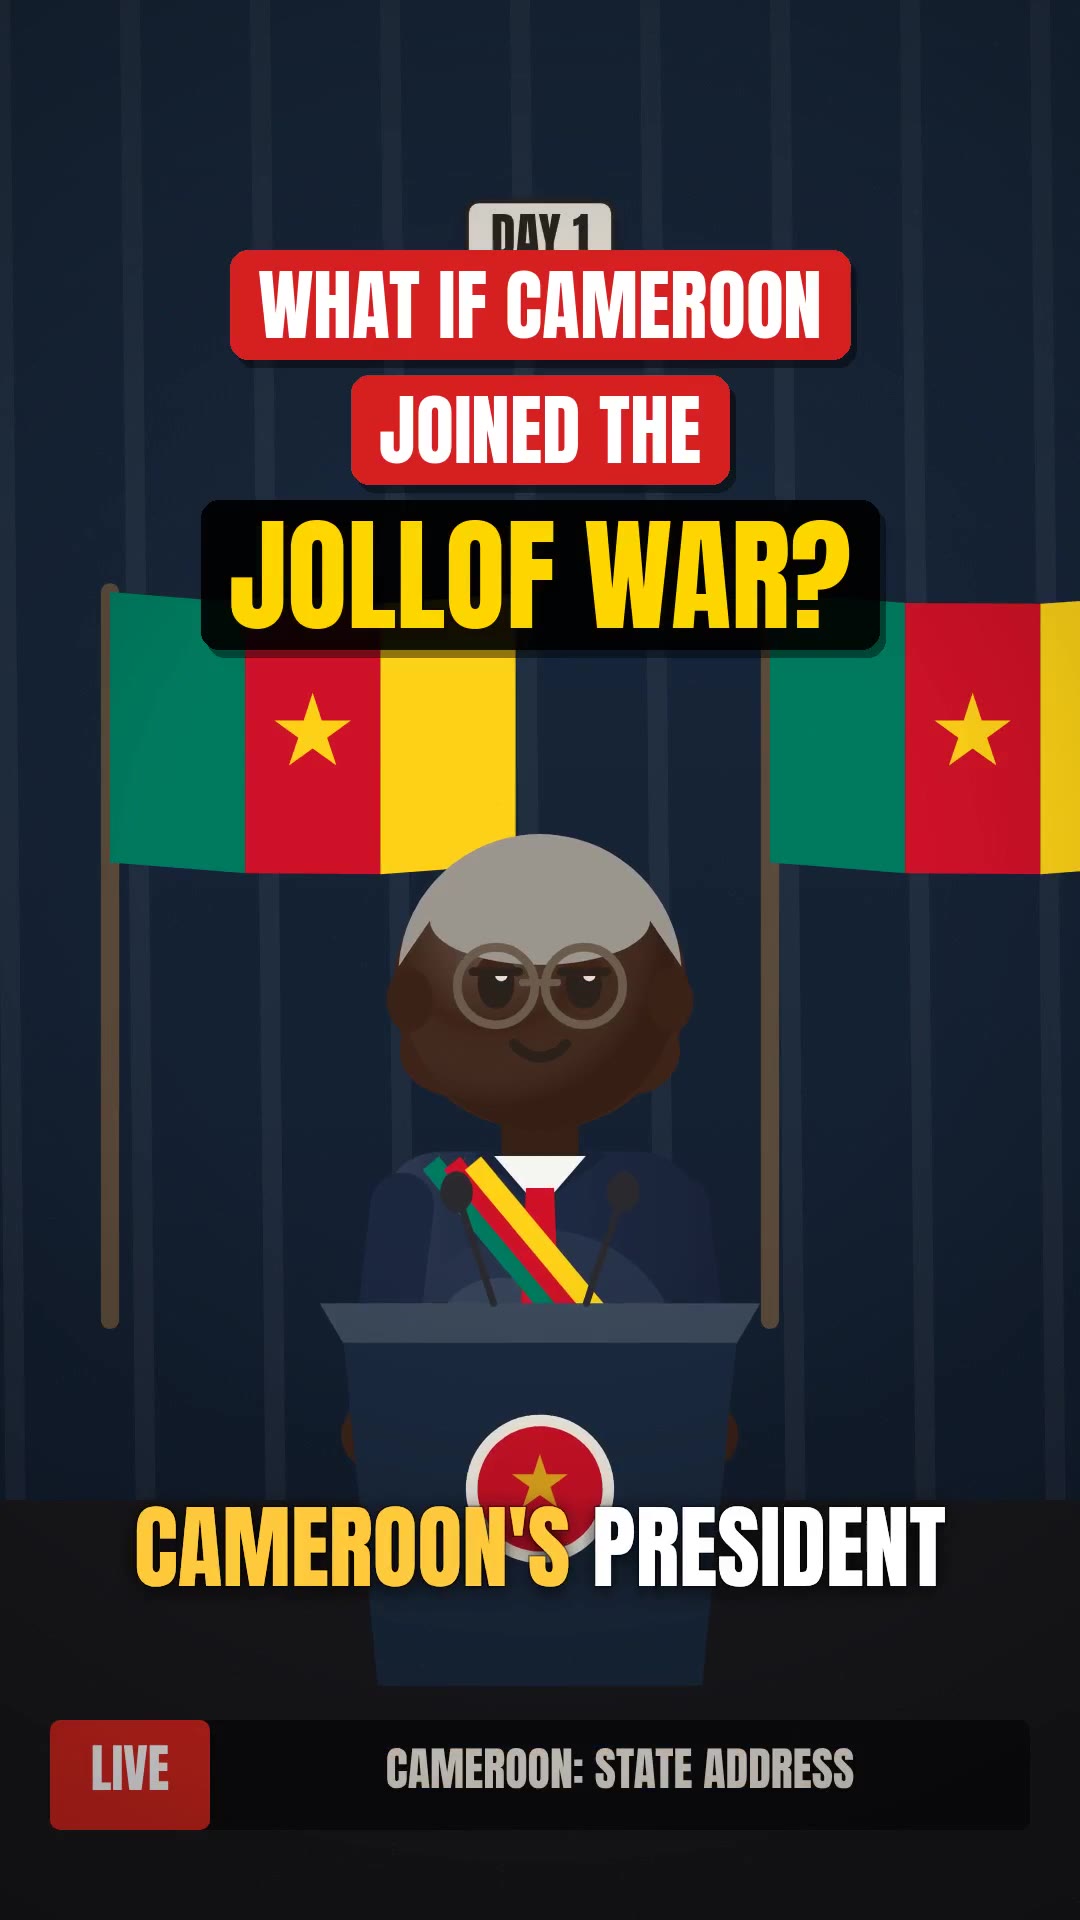 DAY 1
WHAT IF CAMEROON
JOINED THE
JOLLOF WAR?
CAMEROON'S PRESIDENT
LIVE
CAMEROON: STATE ADDRESS